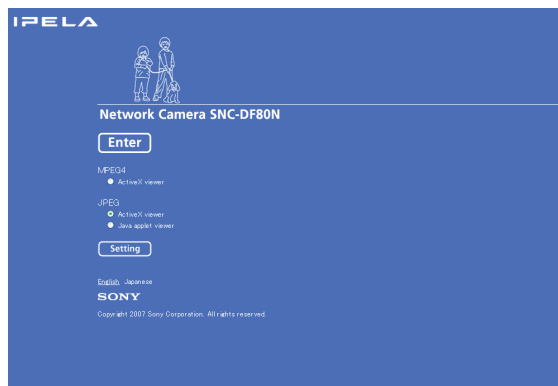 IPELA
Network Camera SNC-DF80N
Enter
MPEG4
ActiveX viewer
JPEG
ActiveX viewer
Java applet viewer
Setting
English Japanese
SONY
Copyright 2007 Sony Corporation. All rights reserved.